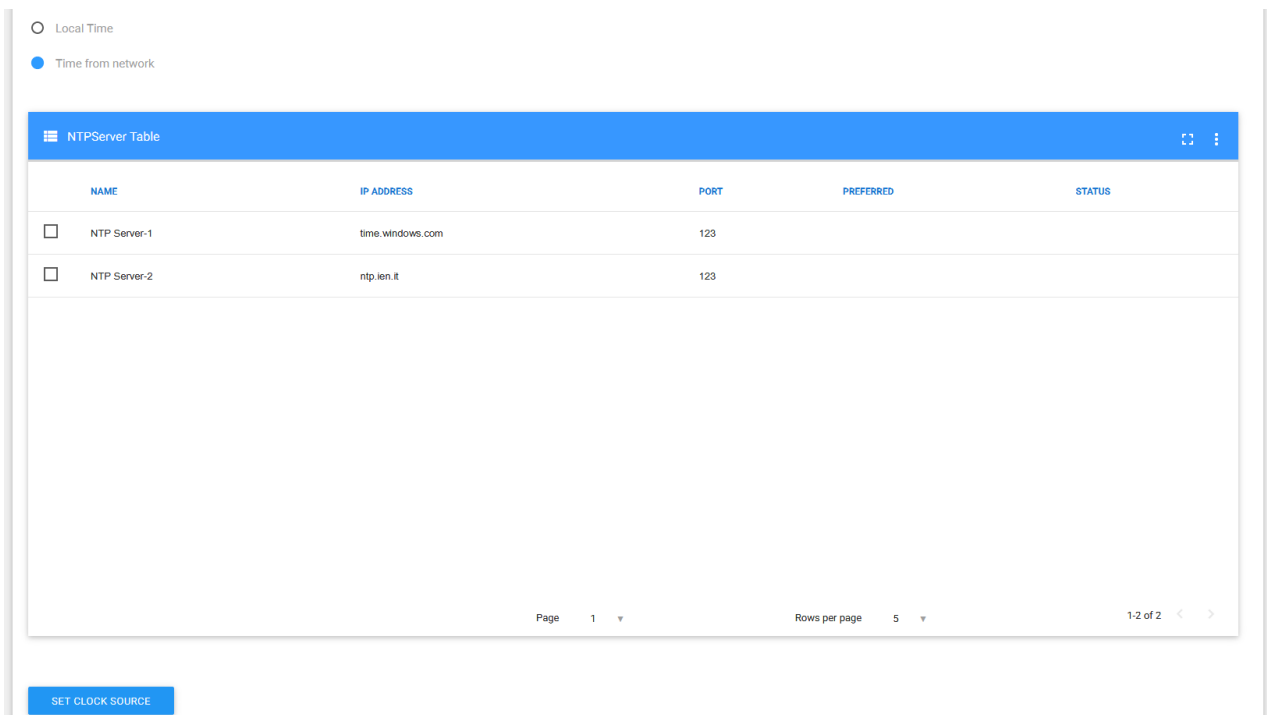 Local Time
Time from network
NTPServer Table
NAME IP ADDRESS PORT PREFERRED STATUS
NTP Server-1 time.windows.com 123
NTP Server-2 ntp.ien.it 123
Page 1 Rows per page 5 1-2 of 2
SET CLOCK SOURCE